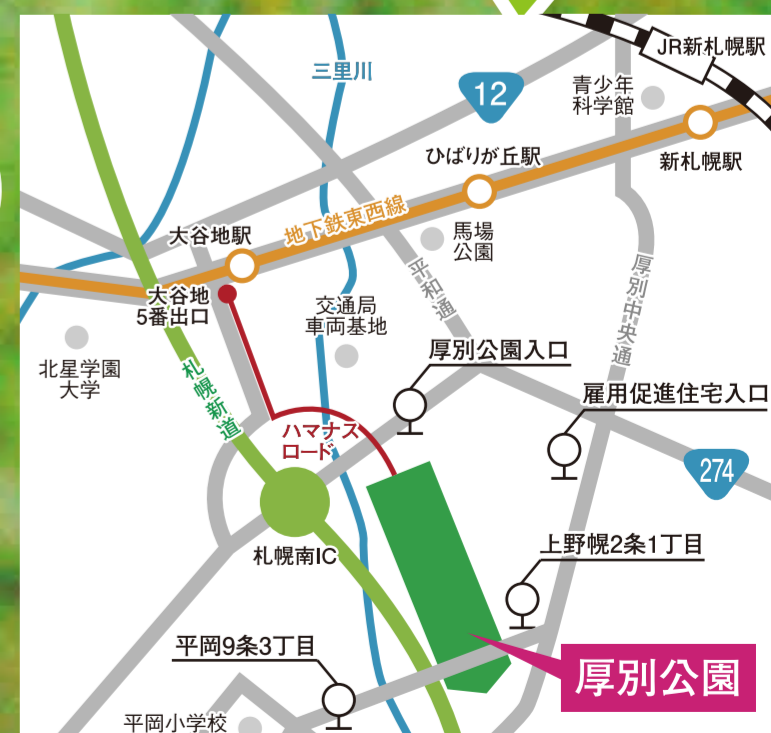 JR新札幌駅
三里川
12
青少年
科学館
ひばりが丘駅
新札幌駅
地下鉄東西線
大谷地駅
馬場
公園
平和通
厚別中央通
大谷地
5番出口
交通局
車両基地
北星学園
大学
厚別公園入口
札幌新道
雇用促進住宅入口
ハマナス
ロード
274
札幌南IC
上野幌2条1丁目
平岡9条3丁目
厚別公園
平岡小学校